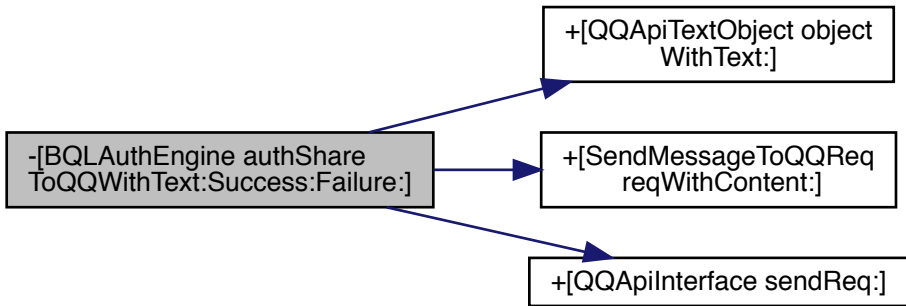 +[QQApiTextObject object
WithText:]
-[BQLAuthEngine authShare
ToQQWithText:Success:Failure:]
+[SendMessageToQQReq
reqWithContent:]
+[QQApiInterface sendReq:]